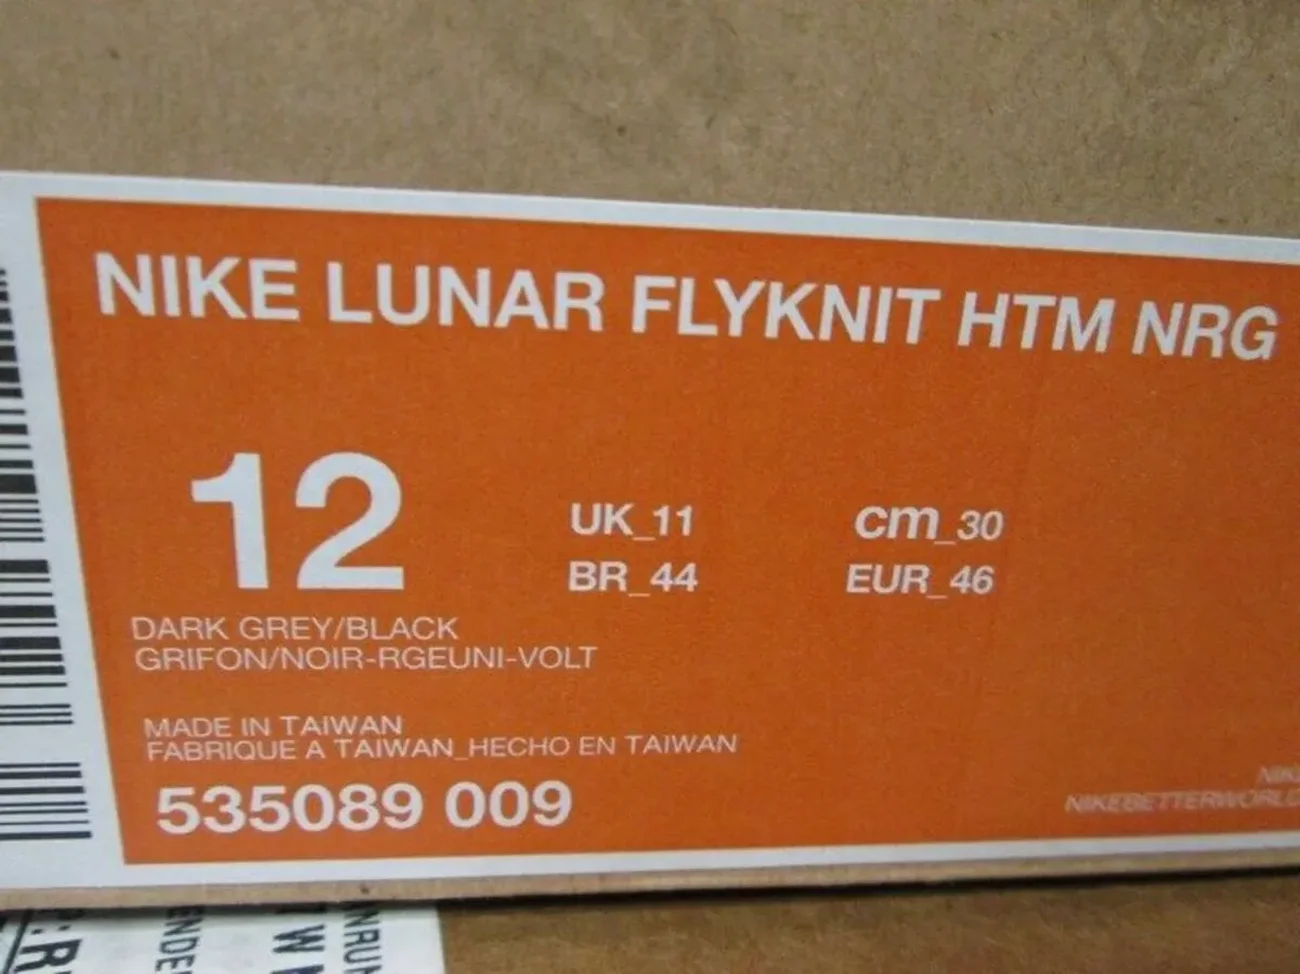 NIKE LUNAR FLYKNIT HTM NRG
12
UK_11
cm_30
BR_44
EUR_46
DARK GREY/BLACK
GRIFON/NOIR-RGEUNI-VOLT
MADE IN TAIWAN
FABRIQUE A TAIWAN_HECHO EN TAIWAN
535089 009